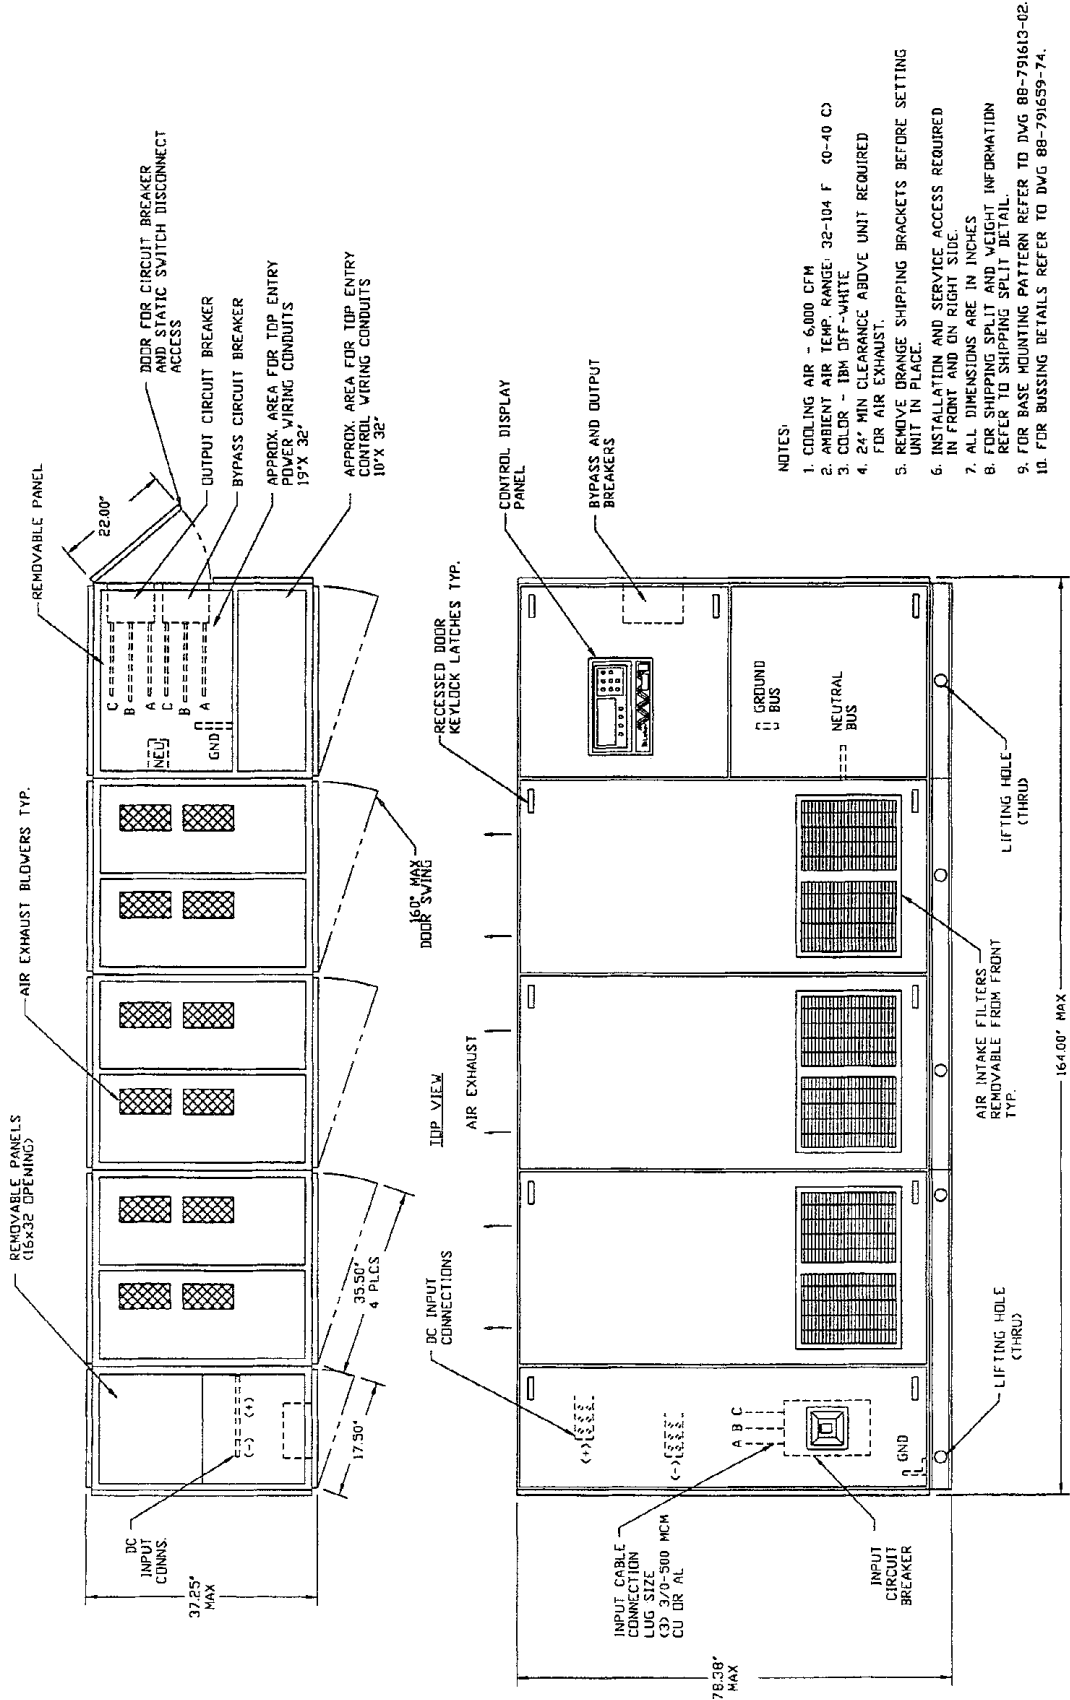 REMOVABLE PANELS
(16x32 OPENING)
AIR EXHAUST BLOWERS TYP.
REMOVABLE PANEL
22.00"
DOOR FOR CIRCUIT BREAKER
AND STATIC SWITCH DISCONNECT
ACCESS
OUTPUT CIRCUIT BREAKER
BYPASS CIRCUIT BREAKER
APPROX. AREA FOR TOP ENTRY
POWER WIRING CONDUITS
19"X 32"
APPROX. AREA FOR TOP ENTRY
CONTROL WIRING CONDUITS
10"X 32"
C
B
A
C
B
A
NEU
GND
DC
INPUT
CONNS.
(-) (+)
37.25"
MAX
17.50"
35.50"
4 PLCS
160° MAX
DOOR SWING
TOP VIEW
AIR EXHAUST
DC INPUT
CONNECTIONS
RECESSED DOOR
KEYLOCK LATCHES TYP.
CONTROL DISPLAY
PANEL
BYPASS AND OUTPUT
BREAKERS
(+)
(-)
A B C
GND
GROUND
BUS
NEUTRAL
BUS
INPUT CABLE
CONNECTION
LUG SIZE
(3) 3/0-500 MCM
CU OR AL
INPUT
CIRCUIT
BREAKER
78.38"
MAX
LIFTING HOLE
(THRU)
AIR INTAKE FILTERS
REMOVABLE FROM FRONT
TYP.
LIFTING HOLE
(THRU)
164.00" MAX
NOTES:
1. COOLING AIR - 6,000 CFM
2. AMBIENT AIR TEMP. RANGE: 32-104 F (0-40 C)
3. COLOR - IBM OFF-WHITE
4. 24" MIN CLEARANCE ABOVE UNIT REQUIRED
FOR AIR EXHAUST.
5. REMOVE ORANGE SHIPPING BRACKETS BEFORE SETTING
UNIT IN PLACE.
6. INSTALLATION AND SERVICE ACCESS REQUIRED
IN FRONT AND ON RIGHT SIDE.
7. ALL DIMENSIONS ARE IN INCHES
8. FOR SHIPPING SPLIT AND WEIGHT INFORMATION
REFER TO SHIPPING SPLIT DETAIL.
9. FOR BASE MOUNTING PATTERN REFER TO DWG 88-791613-02.
10. FOR BUSSING DETAILS REFER TO DWG 88-791659-74.